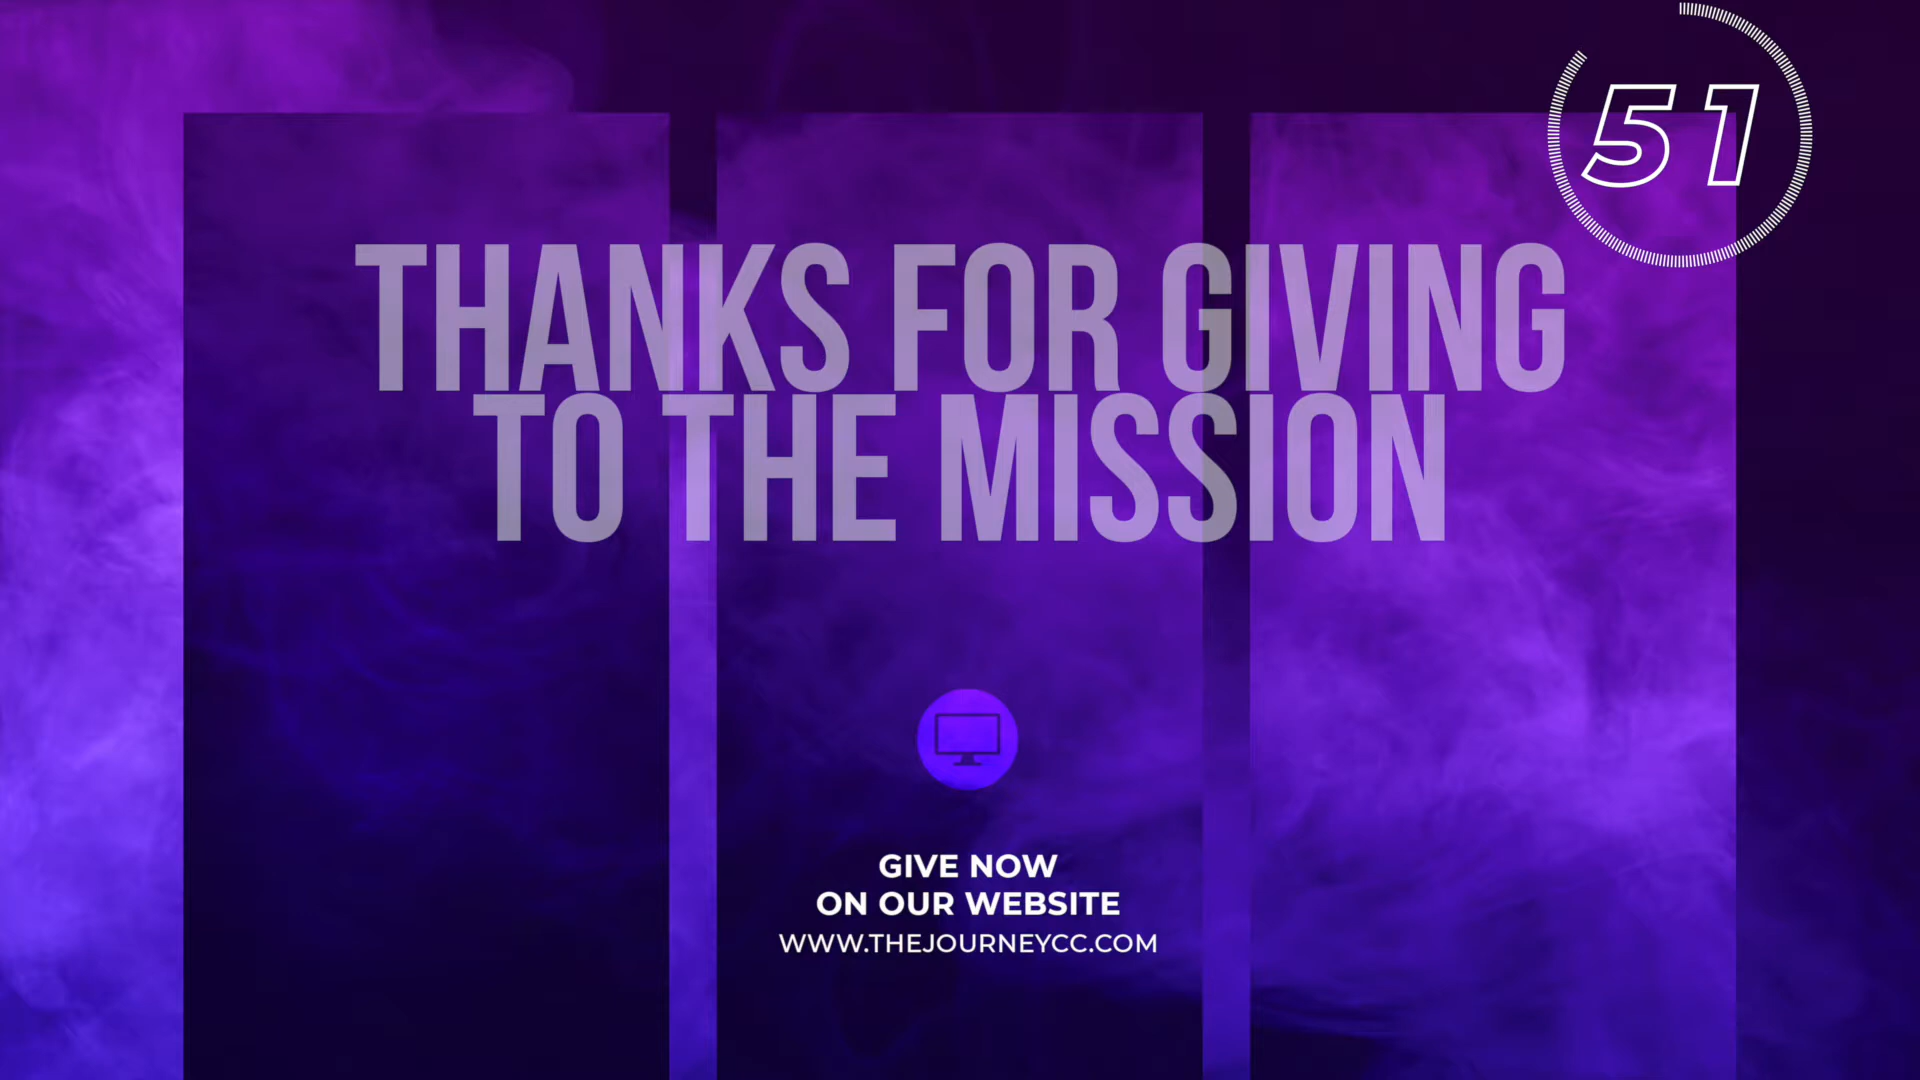 51
THANKS FOR GIVING
TO THE MISSION
GIVE NOW
ON OUR WEBSITE
WWW.THEJOURNEYCC.COM